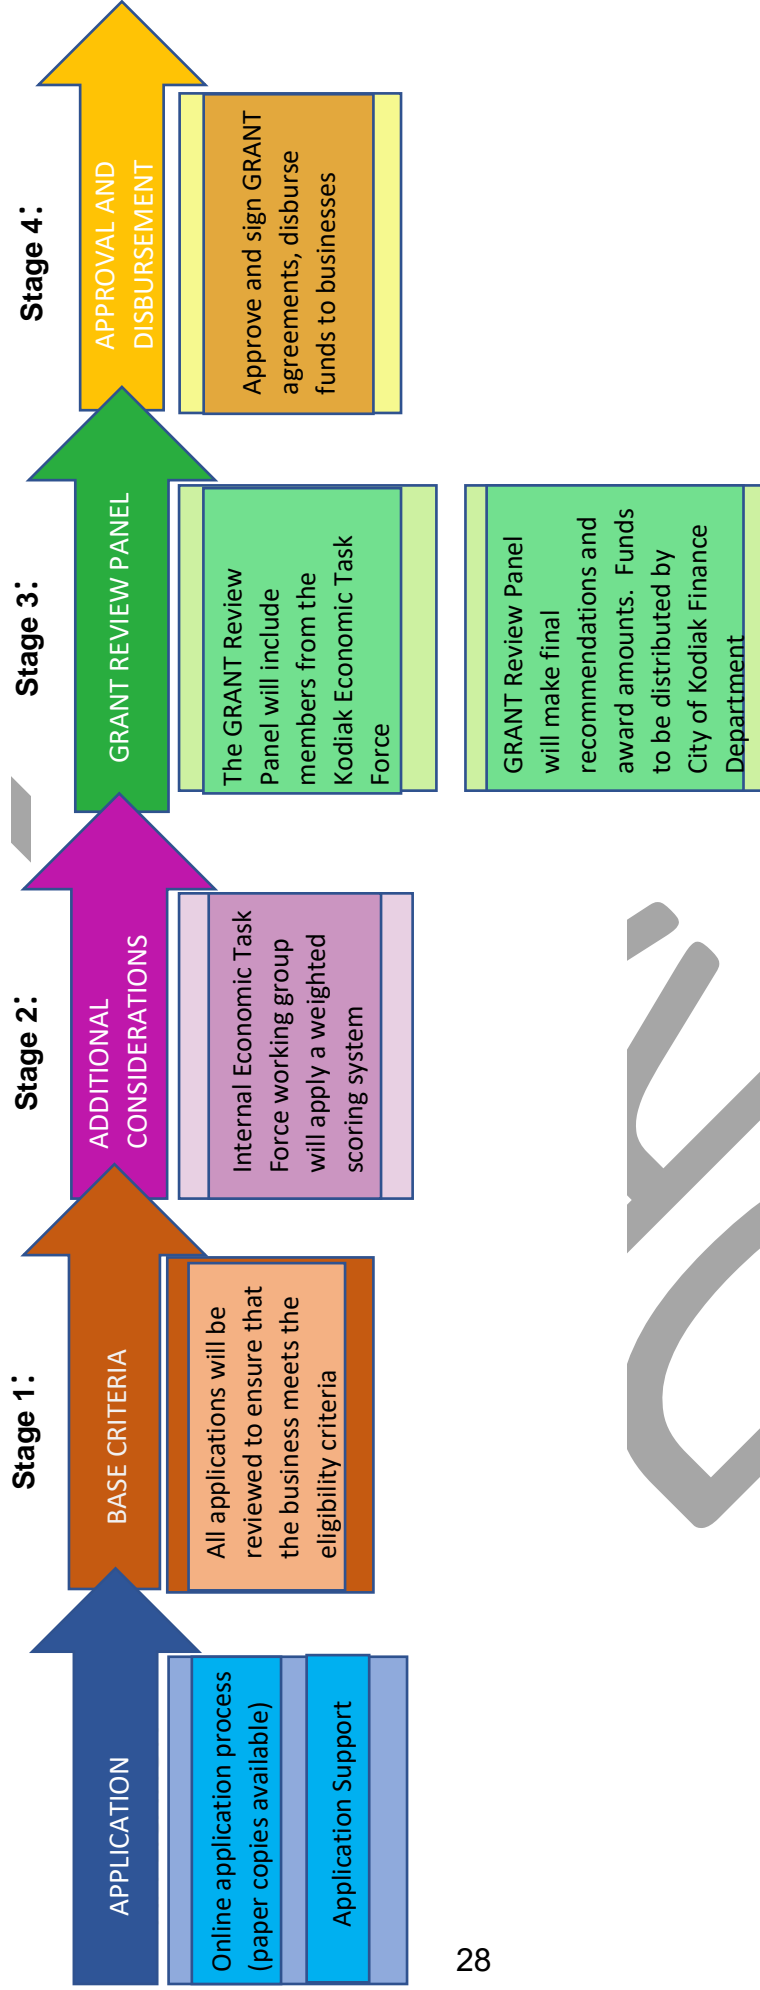 APPLICATION
Online application process
(paper copies available)
Application Support
Stage 1:
BASE CRITERIA
All applications will be
reviewed to ensure that
the business meets the
eligibility criteria
Stage 2:
ADDITIONAL
CONSIDERATIONS
Internal Economic Task
Force working group
will apply a weighted
scoring system
Stage 3:
GRANT REVIEW PANEL
The GRANT Review
Panel will include
members from the
Kodiak Economic Task
Force
GRANT Review Panel
will make final
recommendations and
award amounts. Funds
to be distributed by
City of Kodiak Finance
Department
Stage 4:
APPROVAL AND
DISBURSEMENT
Approve and sign GRANT
agreements, disburse
funds to businesses
28